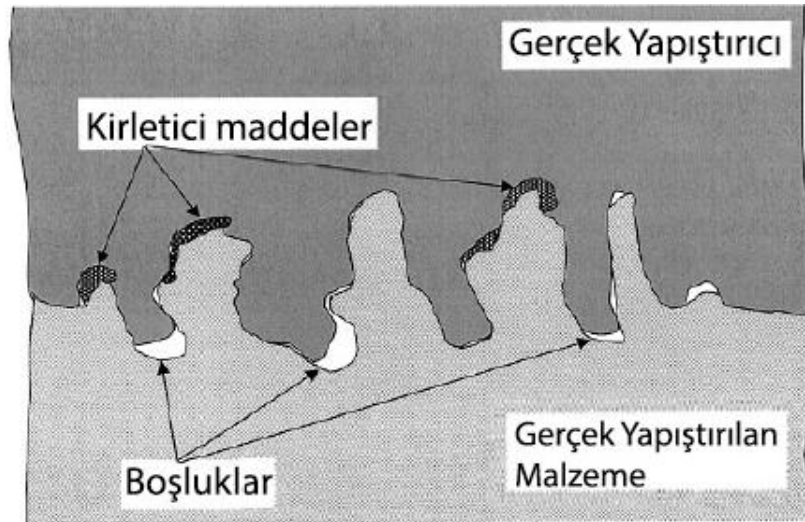 Gerçek Yapıştırıcı
Kirletici maddeler
Gerçek Yapıştırılan
Malzeme
Boşluklar